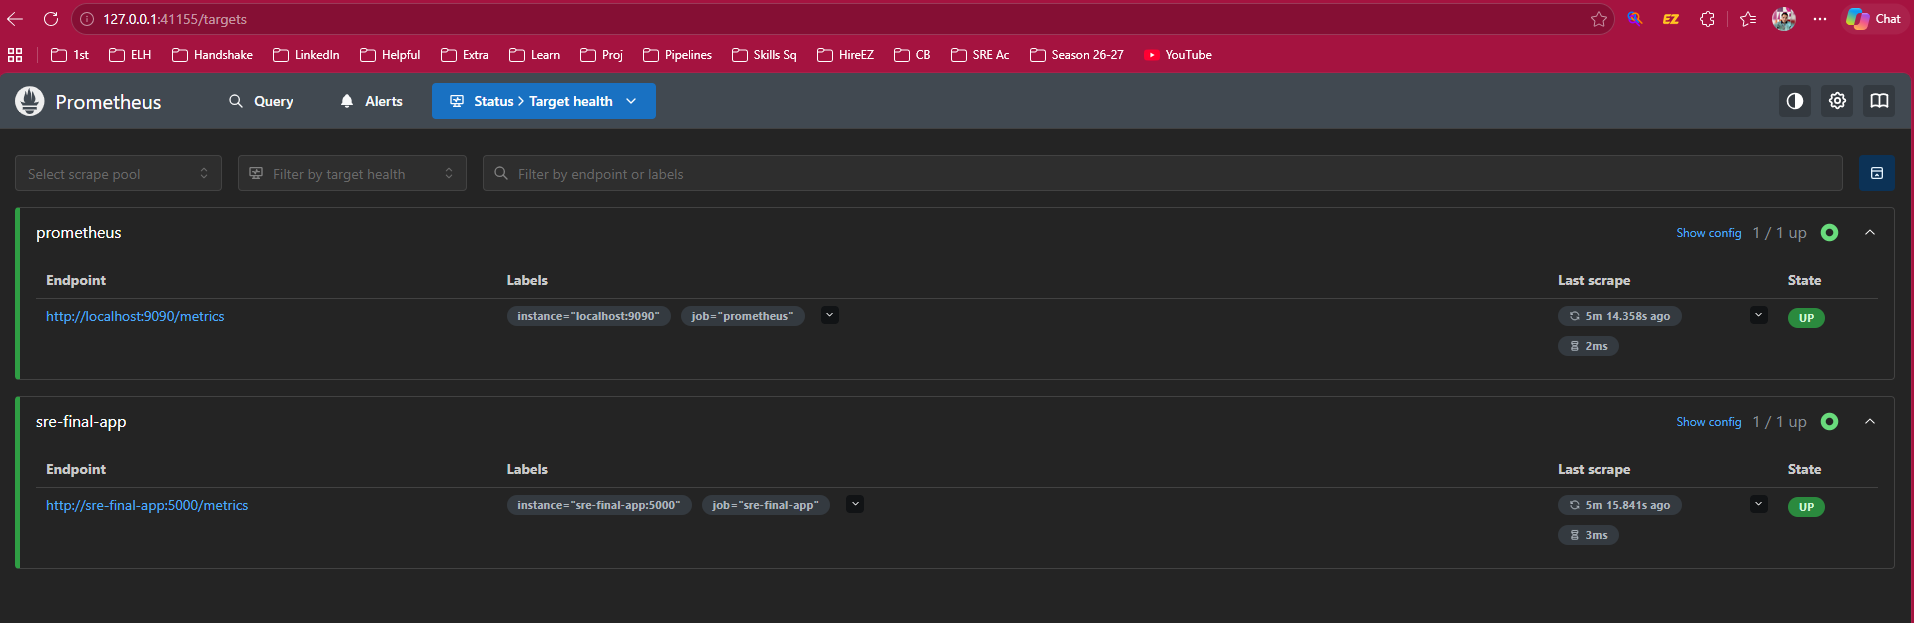 127.0.0.1:41155/targets
EZ
Chat
1st ELH Handshake LinkedIn Helpful Extra Learn Proj Pipelines Skills Sq HireEZ CB SRE Ac Season 26-27 YouTube
Prometheus Query Alerts Status > Target health
Select scrape pool Filter by target health Filter by endpoint or labels
prometheus Show config 1 / 1 up
Endpoint Labels Last scrape State
http://localhost:9090/metrics instance="localhost:9090" job="prometheus" 5m 14.358s ago UP
2ms
sre-final-app Show config 1 / 1 up
Endpoint Labels Last scrape State
http://sre-final-app:5000/metrics instance="sre-final-app:5000" job="sre-final-app" 5m 15.841s ago UP
3ms